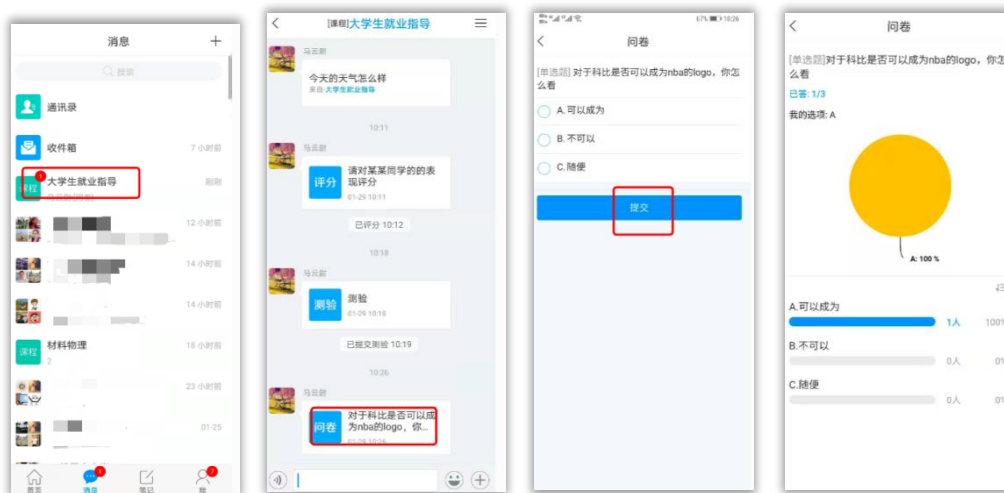 消息
搜索
通讯录
收件箱
7 小时前
1
课程
大学生就业指导
刚刚
12 小时前
14 小时前
14 小时前
课程
材料物理
18 小时前
2
23 小时前
01-25
首页
消息
笔记
我
[课程]大学生就业指导
马云尉
今天的天气怎么样
来自-大学生就业指导
10:11
马云尉
评分
请对某某同学的的表
现评分
01-29 10:11
已评分 10:12
10:18
马云尉
测验
测验
01-29 10:18
已提交测验 10:19
10:26
马云尉
问卷
对于科比是否可以成
为nba的logo，你...
01-29 10:26
67%
10:26
问卷
[单选题]对于科比是否可以成为nba的logo，你怎
么看
A.可以成为
B.不可以
C.随便
提交
问卷
[单选题]对于科比是否可以成为nba的logo，你怎
么看
已答: 1/3
我的选项: A
A: 100 %
A.可以成为
1人
100%
B.不可以
0人
0%
C.随便
0人
0%